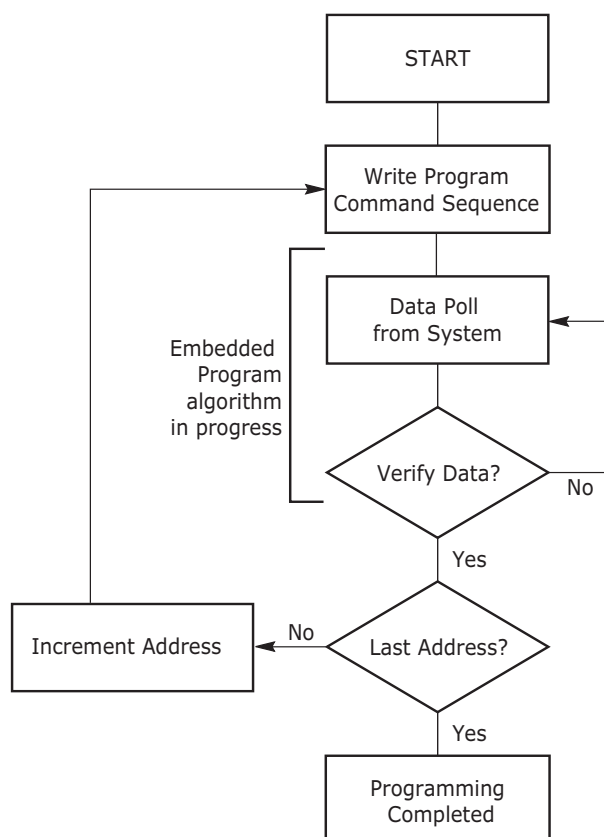 START
Write Program
Command Sequence
Data Poll
from System
Embedded
Program
algorithm
in progress
Verify Data?
No
Yes
Increment Address
No
Last Address?
Yes
Programming
Completed